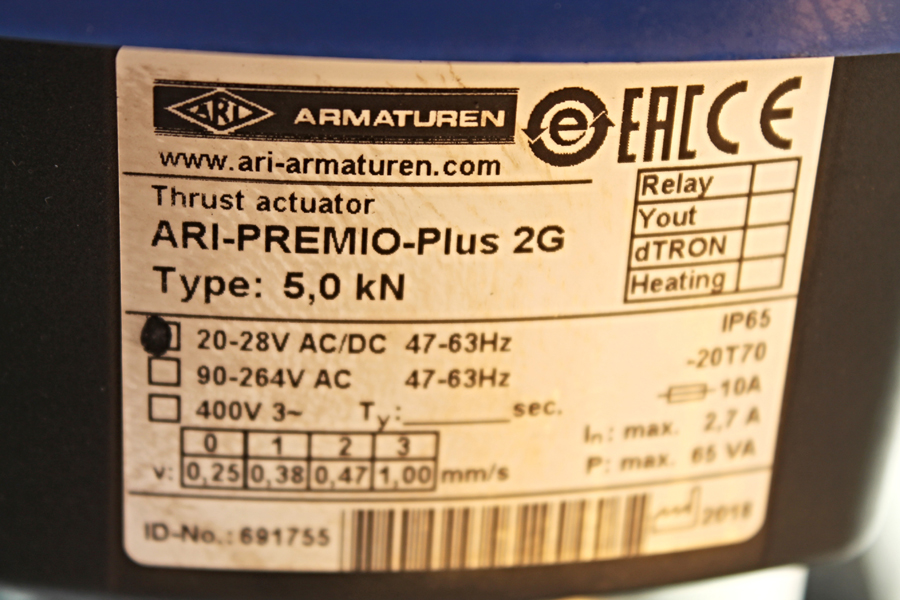 ARI ARMATUREN e EAC CE
www.ari-armaturen.com
Thrust actuator
ARI-PREMIO-Plus 2G
Type: 5,0 kN
Relay
Yout
dTRON
Heating
20-28V AC/DC 47-63Hz
90-264V AC 47-63Hz
400V 3~ Ty:______sec.
0 1 2 3
v: 0,25 0,38 0,47 1,00 mm/s
IP65
-20T70
10A
In: max. 2,7 A
P: max. 65 VA
ID-No.: 691755
2018